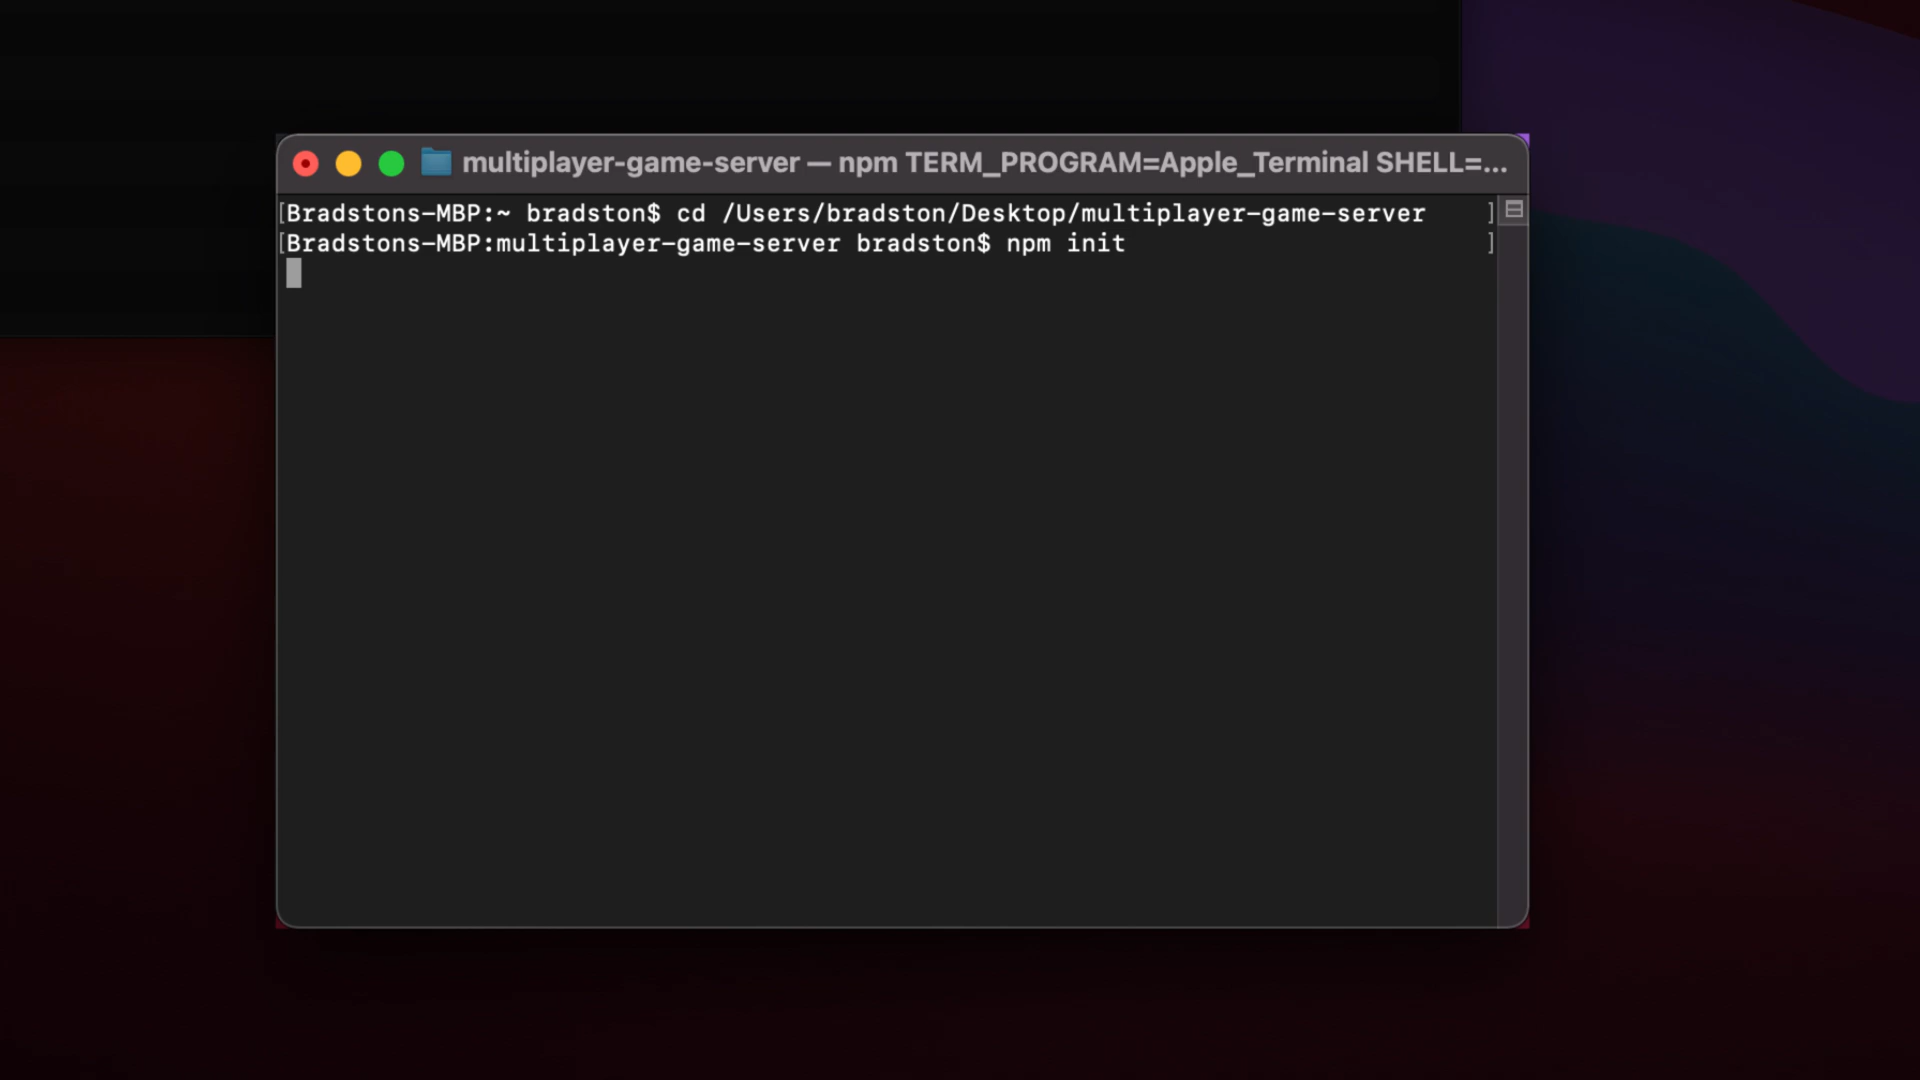 multiplayer-game-server — npm TERM_PROGRAM=Apple_Terminal SHELL=...
[Bradstons-MBP:~ bradston$ cd /Users/bradston/Desktop/multiplayer-game-server ]
[Bradstons-MBP:multiplayer-game-server bradston$ npm init ]